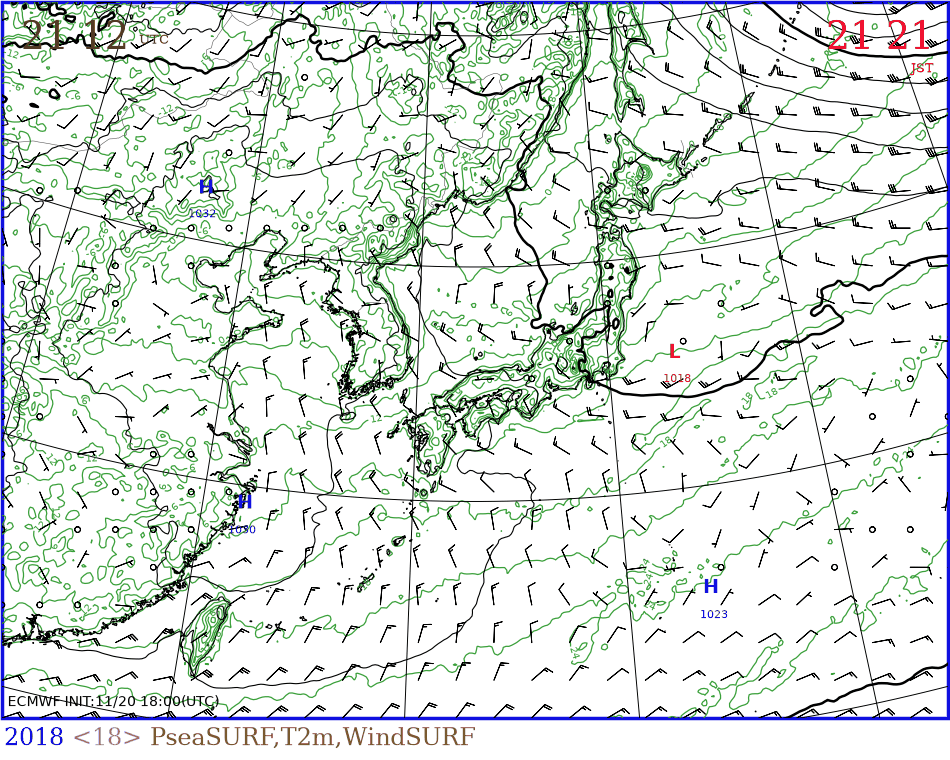 21 12 UTC
21 21
JST
H
1032
L
1018
H
1030
H
1023
ECMWF INIT:11/20 18:00(UTC)
2018 <18> PseaSURF,T2m,WindSURF